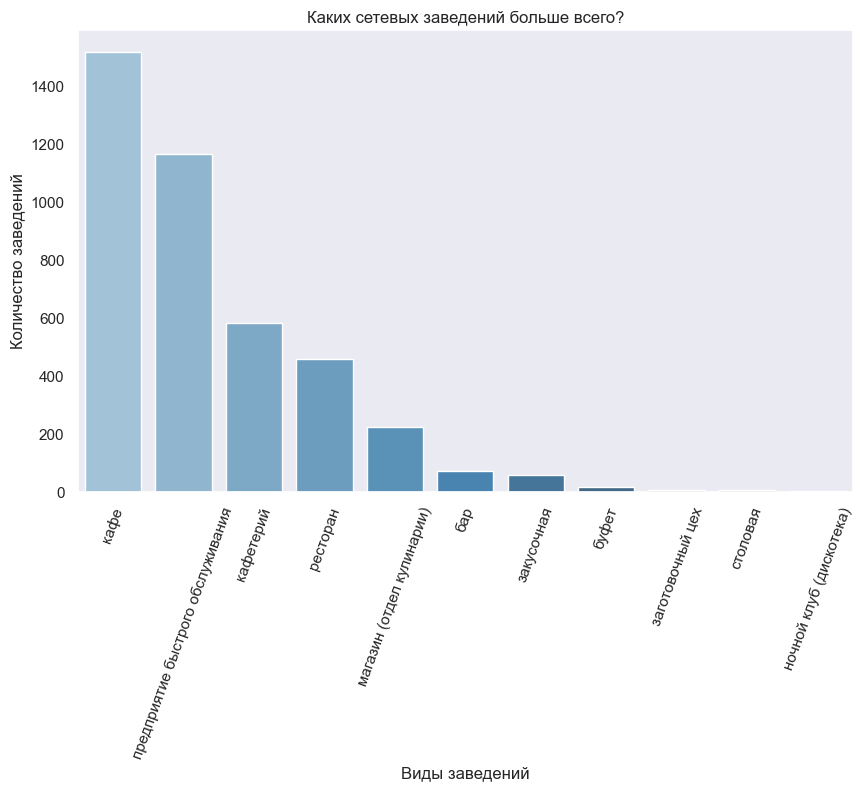 Каких сетевых заведений больше всего?
Количество заведений
1400
1200
1000
800
600
400
200
0
кафе
предприятие быстрого обслуживания
кафетерий
ресторан
магазин (отдел кулинарии)
бар
закусочная
буфет
заготовочный цех
столовая
ночной клуб (дискотека)
Виды заведений